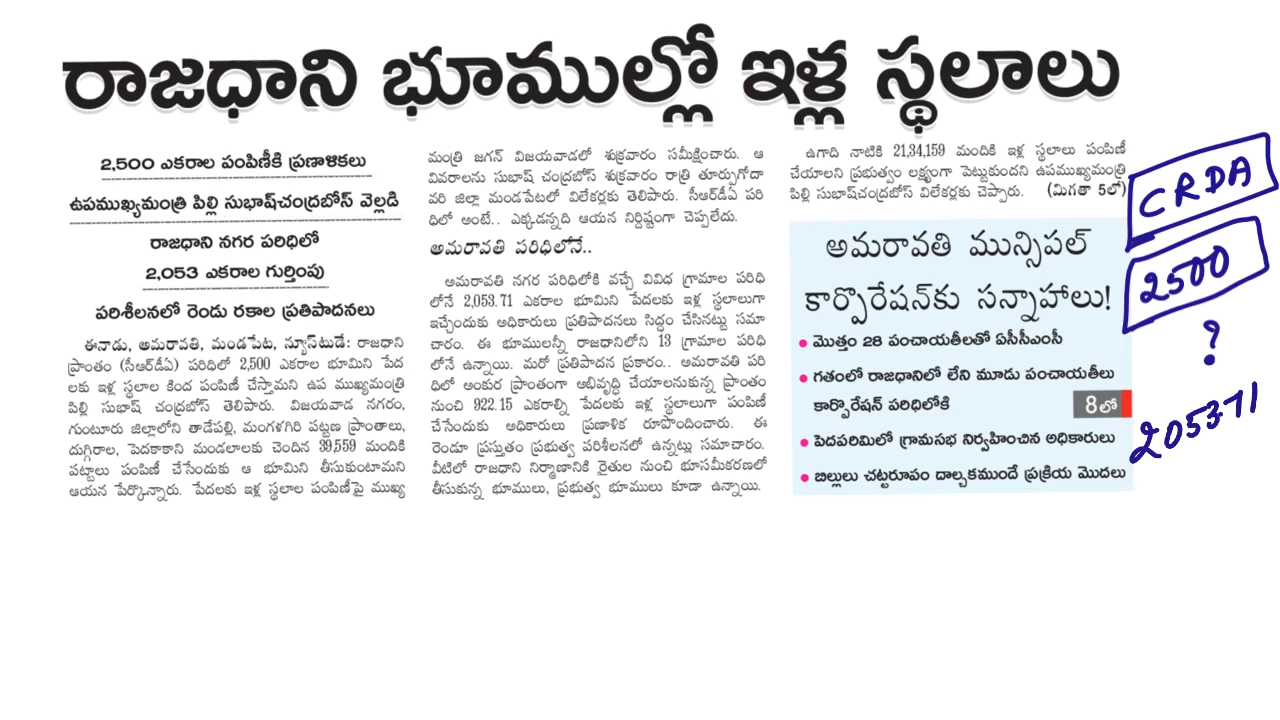 రాజధాని భూముల్లో ఇళ్ల స్థలాలు
2,500 ఎకరాల పంపిణీకి ప్రణాళికలు
ఉపముఖ్యమంత్రి పిల్లి సుభాష్‌చంద్రబోస్ వెల్లడి
రాజధాని నగర పరిధిలో
2,053 ఎకరాల గుర్తింపు
పరిశీలనలో రెండు రకాల ప్రతిపాదనలు
ఈనాడు, అమరావతి, మండపేట, న్యూస్‌టుడే: రాజధాని
ప్రాంతం (సీఆర్‌డీఏ) పరిధిలో 2,500 ఎకరాల భూమిని పేద
లకు ఇళ్ల స్థలాల కింద పంపిణీ చేస్తామని ఉప ముఖ్యమంత్రి
పిల్లి సుభాష్ చంద్రబోస్ తెలిపారు. విజయవాడ నగరం,
గుంటూరు జిల్లాలోని తాడేపల్లి, మంగళగిరి పట్టణ ప్రాంతాలు,
దుగ్గిరాల, పెదకాకాని మండలాలకు చెందిన 39,559 మందికి
పట్టాలు పంపిణీ చేసేందుకు ఆ భూమిని తీసుకుంటామని
ఆయన పేర్కొన్నారు. పేదలకు ఇళ్ల స్థలాల పంపిణీపై ముఖ్య
మంత్రి జగన్ విజయవాడలో శుక్రవారం సమీక్షించారు. ఆ
వివరాలను సుభాష్ చంద్రబోస్ శుక్రవారం రాత్రి తూర్పుగోదా
వరి జిల్లా మండపేటలో విలేకర్లకు తెలిపారు. సీఆర్‌డీఏ పరి
ధిలో అంటే.. ఎక్కడన్నది ఆయన నిర్దిష్టంగా చెప్పలేదు.
అమరావతి పరిధిలోనే..
అమరావతి నగర పరిధిలోకి వచ్చే వివిధ గ్రామాల పరిధి
లోనే 2,053.71 ఎకరాల భూమిని పేదలకు ఇళ్ల స్థలాలుగా
ఇచ్చేందుకు అధికారులు ప్రతిపాదనలు సిద్ధం చేసినట్టు సమా
చారం. ఈ భూములన్నీ రాజధానిలోని 13 గ్రామాల పరిధి
లోనే ఉన్నాయి. మరో ప్రతిపాదన ప్రకారం.. అమరావతి పరి
ధిలో అంకుర ప్రాంతంగా అభివృద్ధి చేయాలనుకున్న ప్రాంతం
నుంచి 922.15 ఎకరాల్ని పేదలకు ఇళ్ల స్థలాలుగా పంపిణీ
చేసేందుకు అధికారులు ప్రణాళిక రూపొందించారు. ఈ
రెండూ ప్రస్తుతం ప్రభుత్వ పరిశీలనలో ఉన్నట్లు సమాచారం.
వీటిలో రాజధాని నిర్మాణానికి రైతుల నుంచి భూసమీకరణలో
తీసుకున్న భూములు, ప్రభుత్వ భూములు కూడా ఉన్నాయి.
ఉగాది నాటికి 21,34,159 మందికి ఇళ్ల స్థలాలు పంపిణీ
చేయాలని ప్రభుత్వం లక్ష్యంగా పెట్టుకుందని ఉపముఖ్యమంత్రి
పిల్లి సుభాష్‌చంద్రబోస్ విలేకర్లకు చెప్పారు. (మిగతా 5లో)
అమరావతి మున్సిపల్
కార్పొరేషన్‌కు సన్నాహాలు!
• మొత్తం 28 పంచాయతీలతో ఏసీసీఎంసీ
• గతంలో రాజధానిలో లేని మూడు పంచాయతీలు
కార్పొరేషన్ పరిధిలోకి 8లో
• పెదపరిమిలో గ్రామసభ నిర్వహించిన అధికారులు
• బిల్లులు చట్టరూపం దాల్చకముందే ప్రక్రియ మొదలు
CRDA
2500
?
205371